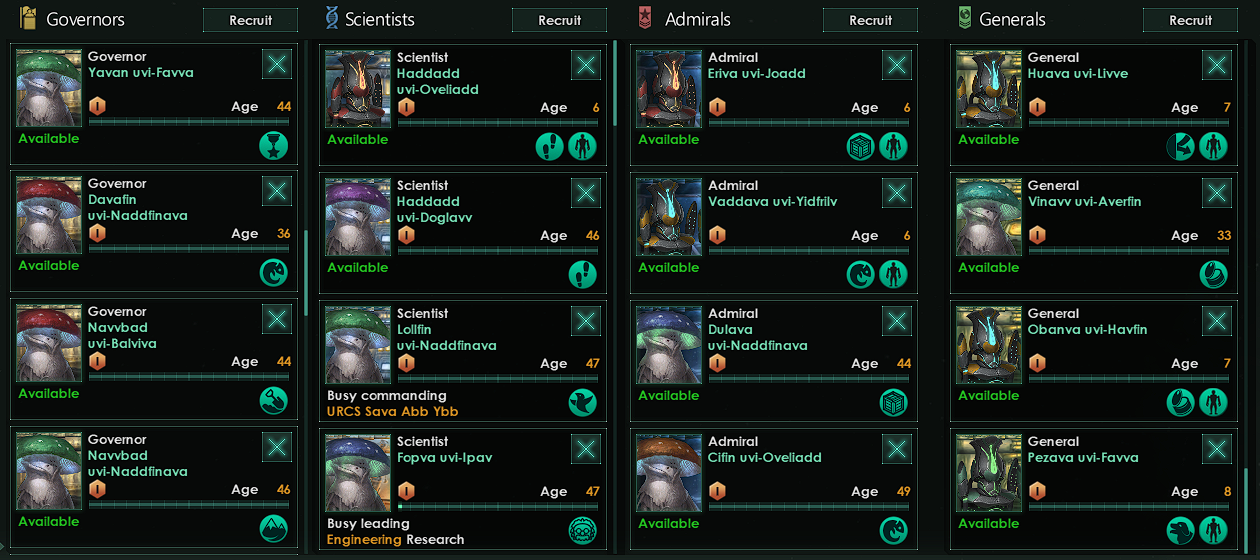 Governors
Recruit
Scientists
Recruit
Admirals
Recruit
Generals
Recruit
Governor
Yavan uvi-Favva
I
Age 44
Available
Governor
Davafin
uvi-Naddfinava
I
Age 36
Available
Governor
Navvbad
uvi-Balviva
I
Age 44
Available
Governor
Navvbad
uvi-Naddfinava
I
Age 46
Available
Scientist
Haddadd
uvi-Oveliadd
I
Age 6
Available
Scientist
Haddadd
uvi-Doglavv
I
Age 46
Available
Scientist
Lollfin
uvi-Naddfinava
I
Age 47
Busy commanding
URCS Sava Abb Ybb
Scientist
Fopva uvi-Ipav
I
Age 47
Busy leading
Engineering Research
Admiral
Eriva uvi-Joadd
I
Age 6
Available
Admiral
Vaddava uvi-Yidfrilv
I
Age 6
Available
Admiral
Dulava
uvi-Naddfinava
I
Age 44
Available
Admiral
Cifin uvi-Oveliadd
I
Age 49
Available
General
Huava uvi-Livve
I
Age 7
Available
General
Vinavv uvi-Averfin
I
Age 33
Available
General
Obanva uvi-Havfin
I
Age 7
Available
General
Pezava uvi-Favva
I
Age 8
Available